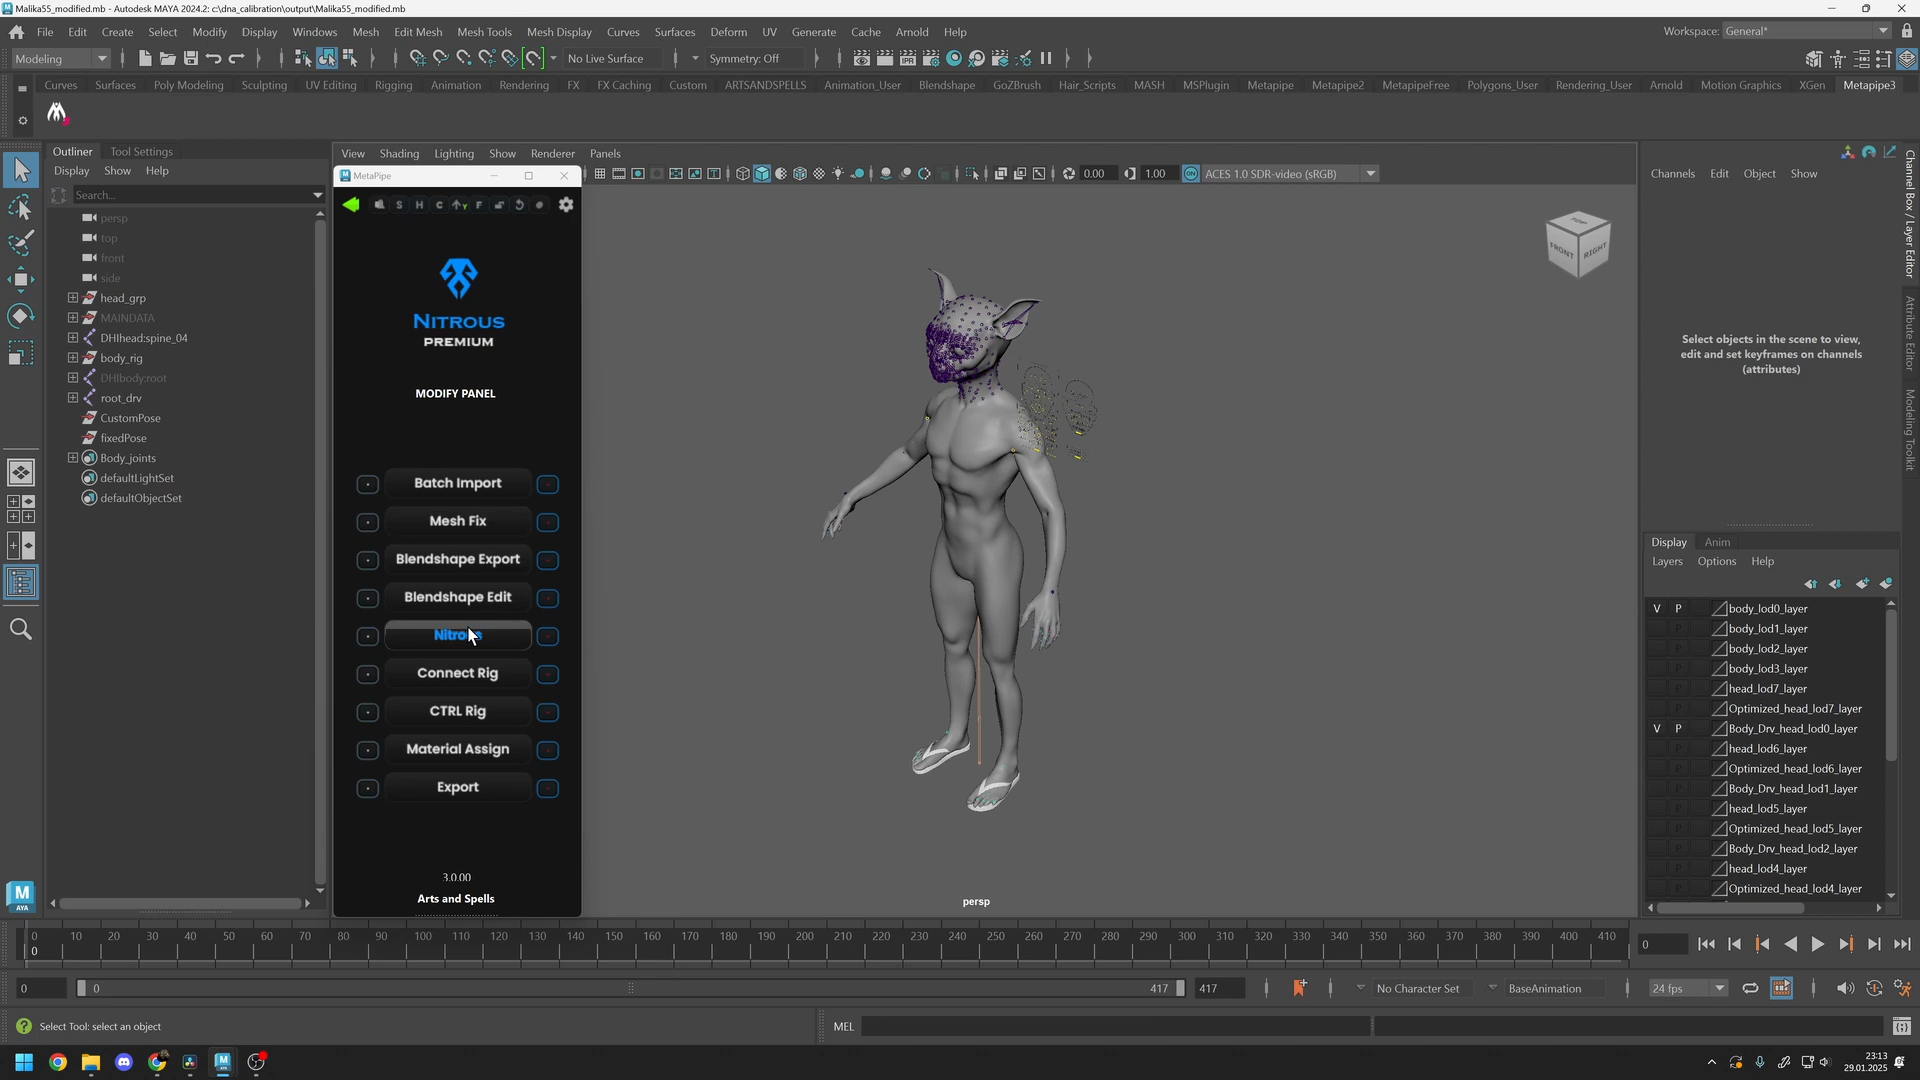 Malika55_modified.mb - Autodesk MAYA 2024.2: c:\dna_calibration\output\Malika55_modified.mb
File Edit Create Select Modify Display Windows Mesh Edit Mesh Mesh Tools Mesh Display Curves Surfaces Deform UV Generate Cache Arnold Help
Workspace: General*
Modeling
No Live Surface
Symmetry: Off
Curves Surfaces Poly Modeling Sculpting UV Editing Rigging Animation Rendering FX FX Caching Custom ARTSANDSPELLS Animation_User Blendshape GoZBrush Hair_Scripts MASH MSPlugin Metapipe Metapipe2 MetapipeFree Polygons_User Rendering_User Arnold Motion Graphics XGen Metapipe3
Outliner Tool Settings
Display Show Help
Search...
persp
top
front
side
head_grp
MAINDATA
DHIhead:spine_04
body_rig
DHIbody:root
root_drv
CustomPose
fixedPose
Body_joints
defaultLightSet
defaultObjectSet
View Shading Lighting Show Renderer Panels
0.00 1.00 ACES 1.0 SDR-video (sRGB)
MetaPipe
S H C Y F
NITROUS
PREMIUM
MODIFY PANEL
Batch Import
Mesh Fix
Blendshape Export
Blendshape Edit
Connect Rig
CTRL Rig
Material Assign
Export
3.0.00
Arts and Spells
TOP
FRONT RIGHT
persp
Channels Edit Object Show
Select objects in the scene to view,
edit and set keyframes on channels
(attributes)
Channel Box / Layer Editor
Attribute Editor
Modeling Toolkit
Display Anim
Layers Options Help
V P body_lod0_layer
P body_lod1_layer
P body_lod2_layer
P body_lod3_layer
P head_lod7_layer
P Optimized_head_lod7_layer
V P Body_Drv_head_lod0_layer
P head_lod6_layer
P Optimized_head_lod6_layer
P Body_Drv_head_lod1_layer
P head_lod5_layer
P Optimized_head_lod5_layer
P Body_Drv_head_lod2_layer
P head_lod4_layer
P Optimized_head_lod4_layer
0 10 20 30 40 50 60 70 80 90 100 110 120 130 140 150 160 170 180 190 200 210 220 230 240 250 260 270 280 290 300 310 320 330 340 350 360 370 380 390 400 410
0
0
0 0 417 417
No Character Set
BaseAnimation
24 fps
Select Tool: select an object
MEL
M
AYA
23:13
29.01.2025